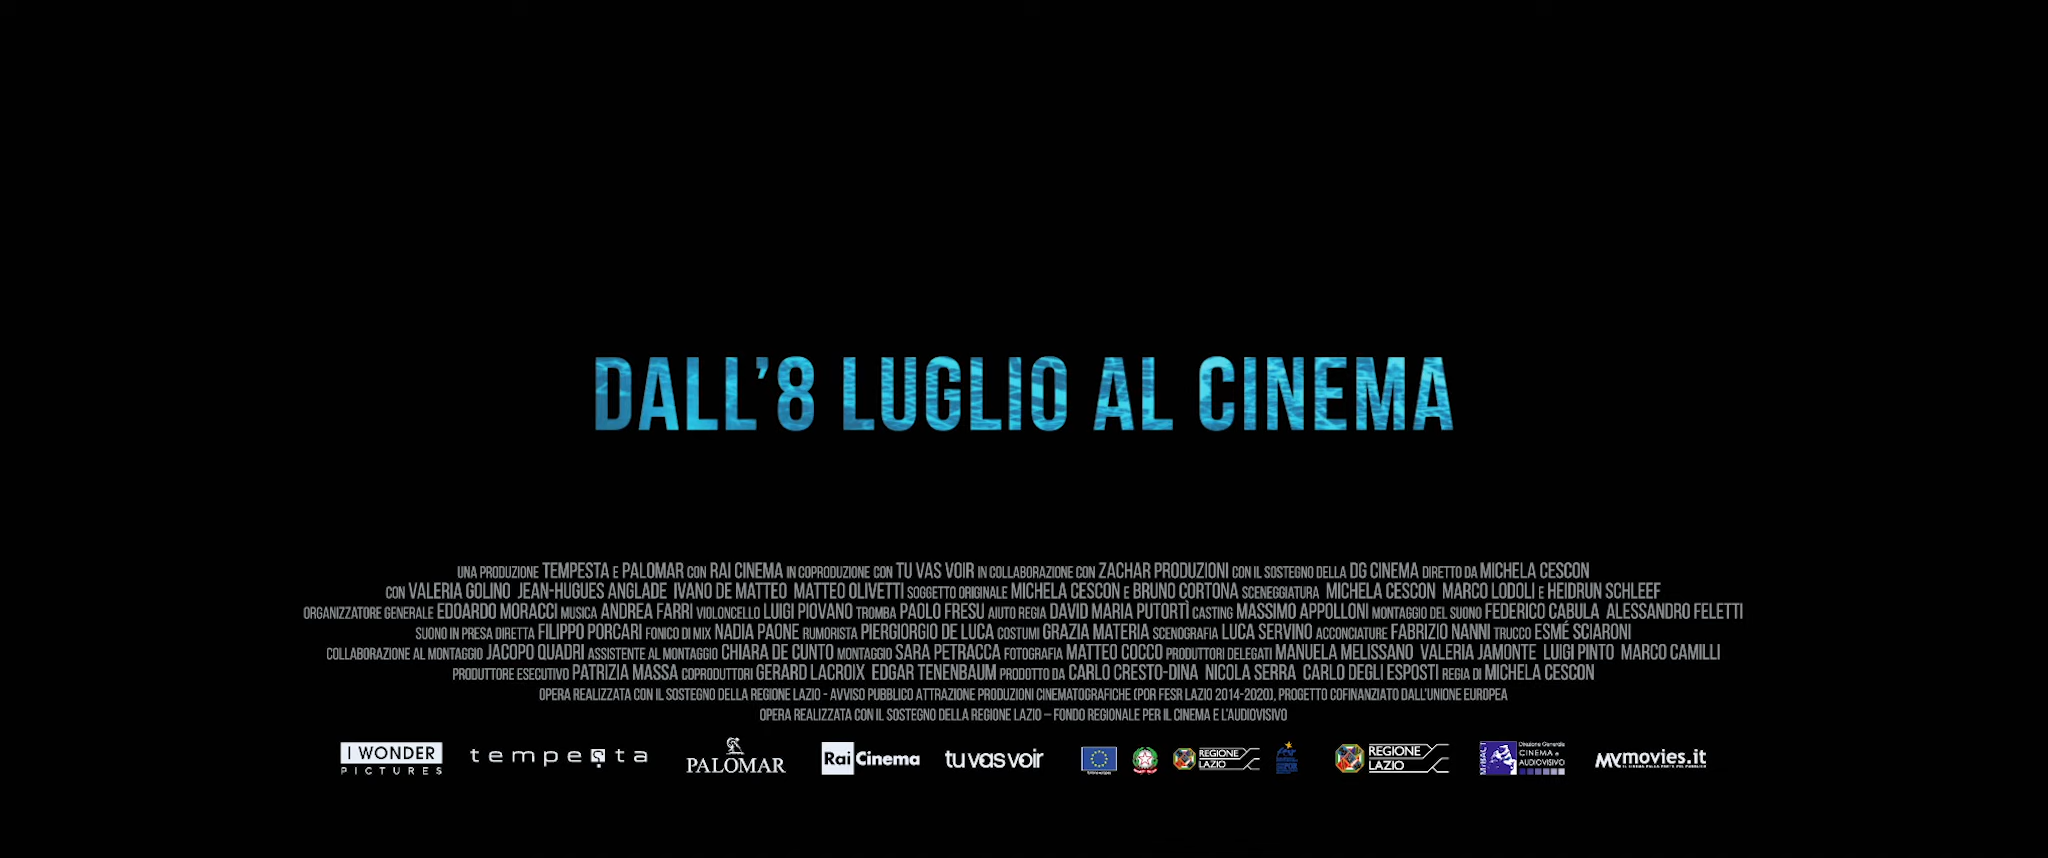 DALL'8 LUGLIO AL CINEMA
UNA PRODUZIONE TEMPESTA E PALOMAR CON RAI CINEMA IN COPRODUZIONE CON TU VAS VOIR IN COLLABORAZIONE CON ZACHAR PRODUZIONI CON IL SOSTEGNO DELLA DG CINEMA DIRETTO DA MICHELA CESCON
CON VALERIA GOLINO JEAN-HUGUES ANGLADE IVANO DE MATTEO MATTEO OLIVETTI SOGGETTO ORIGINALE MICHELA CESCON E BRUNO CORTONA SCENEGGIATURA MICHELA CESCON MARCO LODOLI E HEIDRUN SCHLEEF
ORGANIZZATORE GENERALE EDOARDO MORACCI MUSICA ANDREA FARRI VIOLONCELLO LUIGI PIOVANO TROMBA PAOLO FRESU AIUTO REGIA DAVID MARIA PUTORTÌ CASTING MASSIMO APPOLLONI MONTAGGIO DEL SUONO FEDERICO CABULA ALESSANDRO FELETTI
SUONO IN PRESA DIRETTA FILIPPO PORCARI FONICO DI MIX NADIA PAONE RUMORISTA PIERGIORGIO DE LUCA COSTUMI GRAZIA MATERIA SCENOGRAFIA LUCA SERVINO ACCONCIATURE FABRIZIO NANNI TRUCCO ESMÉ SCIARONI
COLLABORAZIONE AL MONTAGGIO JACOPO QUADRI ASSISTENTE AL MONTAGGIO CHIARA DE CUNTO MONTAGGIO SARA PETRACCA FOTOGRAFIA MATTEO COCCO PRODUTTORI DELEGATI MANUELA MELISSANO VALERIA JAMONTE LUIGI PINTO MARCO CAMILLI
PRODUTTORE ESECUTIVO PATRIZIA MASSA COPRODUTTORI GERARD LACROIX EDGAR TENENBAUM PRODOTTO DA CARLO CRESTO-DINA NICOLA SERRA CARLO DEGLI ESPOSTI REGIA DI MICHELA CESCON
OPERA REALIZZATA CON IL SOSTEGNO DELLA REGIONE LAZIO - AVVISO PUBBLICO ATTRAZIONE PRODUZIONI CINEMATOGRAFICHE (POR FESR LAZIO 2014-2020), PROGETTO COFINANZIATO DALL'UNIONE EUROPEA
OPERA REALIZZATA CON IL SOSTEGNO DELLA REGIONE LAZIO – FONDO REGIONALE PER IL CINEMA E L'AUDIOVISIVO
I WONDER PICTURES tempesta PALOMAR Rai Cinema tu vas voir REGIONE LAZIO REGIONE LAZIO MiBACT Direzione Generale CINEMA e AUDIOVISIVO MYmovies.it